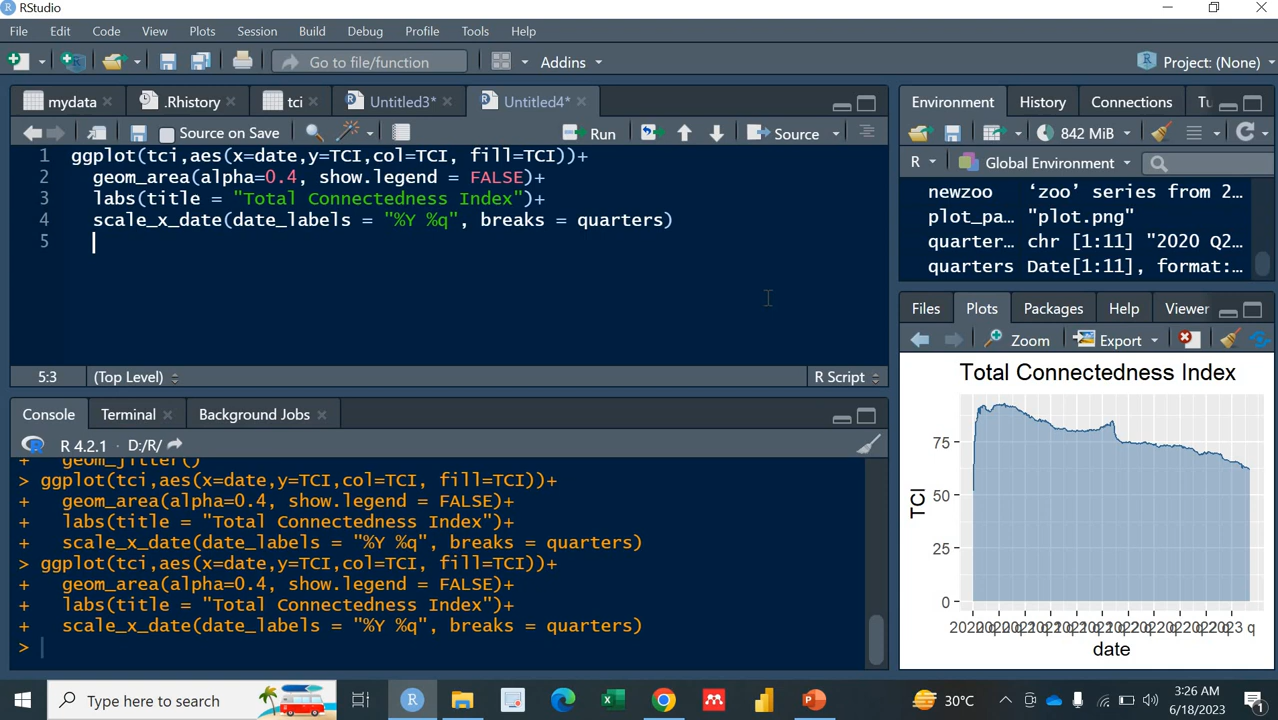 RStudio
File Edit Code View Plots Session Build Debug Profile Tools Help
Go to file/function Addins Project: (None)
mydata .Rhistory tci Untitled3* Untitled4*
Source on Save Run Source
1 ggplot(tci,aes(x=date,y=TCI,col=TCI, fill=TCI))+
2 geom_area(alpha=0.4, show.legend = FALSE)+
3 labs(title = "Total Connectedness Index")+
4 scale_x_date(date_labels = "%Y %q", breaks = quarters)
5
5:3 (Top Level) R Script
Console Terminal Background Jobs
R 4.2.1 · D:/R/
+ geom_jitter()
> ggplot(tci,aes(x=date,y=TCI,col=TCI, fill=TCI))+
+ geom_area(alpha=0.4, show.legend = FALSE)+
+ labs(title = "Total Connectedness Index")+
+ scale_x_date(date_labels = "%Y %q", breaks = quarters)
> ggplot(tci,aes(x=date,y=TCI,col=TCI, fill=TCI))+
+ geom_area(alpha=0.4, show.legend = FALSE)+
+ labs(title = "Total Connectedness Index")+
+ scale_x_date(date_labels = "%Y %q", breaks = quarters)
>
Environment History Connections Tu
842 MiB
R Global Environment
newzoo ‘zoo’ series from 2...
plot_pa... "plot.png"
quarter... chr [1:11] "2020 Q2...
quarters Date[1:11], format:...
Files Plots Packages Help Viewer
Zoom Export
Total Connectedness Index
75
50
25
0
TCI
date
Type here to search
30°C
3:26 AM
6/18/2023
1